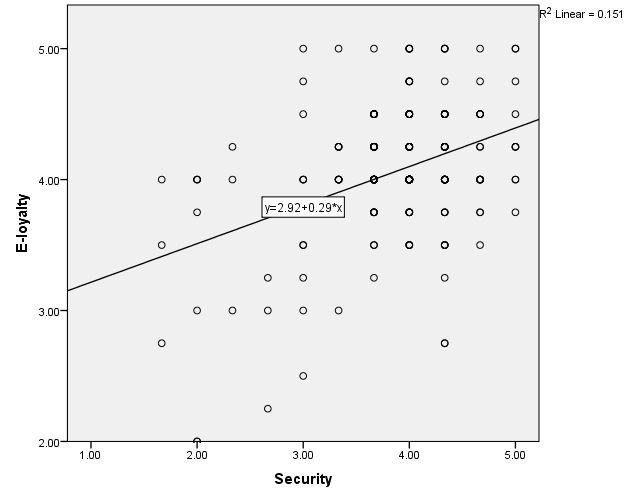 R² Linear = 0.151
5.00
4.00
3.00
2.00
E-loyalty
y=2.92+0.29*x
1.00 2.00 3.00 4.00 5.00
Security